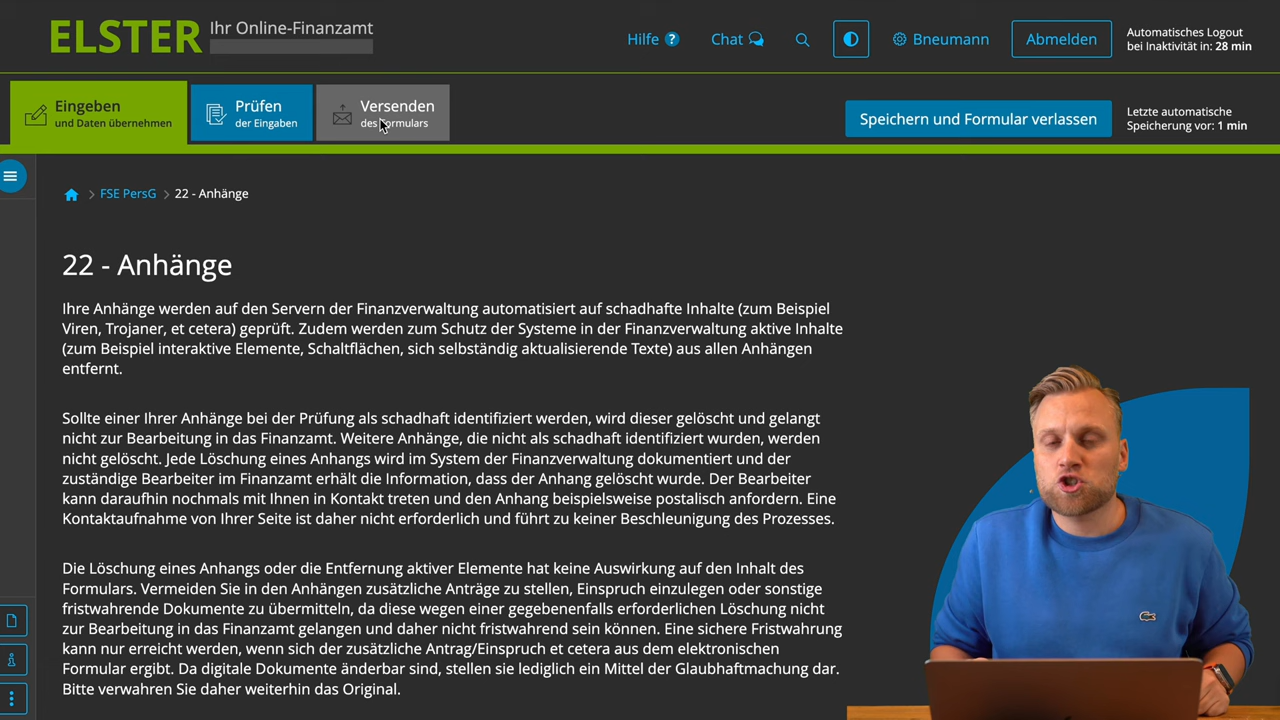 ELSTER
Ihr Online-Finanzamt
Hilfe ?
Chat
Bneumann
Abmelden
Automatisches Logout
bei Inaktivität in: 28 min
Eingeben
und Daten übernehmen
Prüfen
der Eingaben
Versenden
des Formulars
Speichern und Formular verlassen
Letzte automatische
Speicherung vor: 1 min
FSE PersG
22 - Anhänge
22 - Anhänge
Ihre Anhänge werden auf den Servern der Finanzverwaltung automatisiert auf schadhafte Inhalte (zum Beispiel
Viren, Trojaner, et cetera) geprüft. Zudem werden zum Schutz der Systeme in der Finanzverwaltung aktive Inhalte
(zum Beispiel interaktive Elemente, Schaltflächen, sich selbständig aktualisierende Texte) aus allen Anhängen
entfernt.
Sollte einer Ihrer Anhänge bei der Prüfung als schadhaft identifiziert werden, wird dieser gelöscht und gelangt
nicht zur Bearbeitung in das Finanzamt. Weitere Anhänge, die nicht als schadhaft identifiziert wurden, werden
nicht gelöscht. Jede Löschung eines Anhangs wird im System der Finanzverwaltung dokumentiert und der
zuständige Bearbeiter im Finanzamt erhält die Information, dass der Anhang gelöscht wurde. Der Bearbeiter
kann daraufhin nochmals mit Ihnen in Kontakt treten und den Anhang beispielsweise postalisch anfordern. Eine
Kontaktaufnahme von Ihrer Seite ist daher nicht erforderlich und führt zu keiner Beschleunigung des Prozesses.
Die Löschung eines Anhangs oder die Entfernung aktiver Elemente hat keine Auswirkung auf den Inhalt des
Formulars. Vermeiden Sie in den Anhängen zusätzliche Anträge zu stellen, Einspruch einzulegen oder sonstige
fristwahrende Dokumente zu übermitteln, da diese wegen einer gegebenenfalls erforderlichen Löschung nicht
zur Bearbeitung in das Finanzamt gelangen und daher nicht fristwahrend sein können. Eine sichere Fristwahrung
kann nur erreicht werden, wenn sich der zusätzliche Antrag/Einspruch et cetera aus dem elektronischen
Formular ergibt. Da digitale Dokumente änderbar sind, stellen sie lediglich ein Mittel der Glaubhaftmachung dar.
Bitte verwahren Sie daher weiterhin das Original.